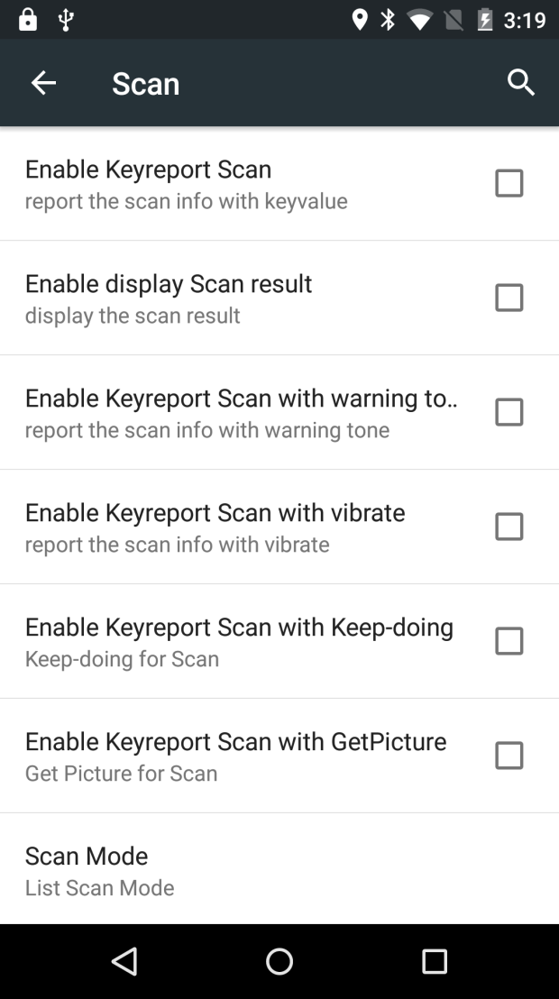 3:19
Scan
Enable Keyreport Scan
report the scan info with keyvalue
Enable display Scan result
display the scan result
Enable Keyreport Scan with warning to..
report the scan info with warning tone
Enable Keyreport Scan with vibrate
report the scan info with vibrate
Enable Keyreport Scan with Keep-doing
Keep-doing for Scan
Enable Keyreport Scan with GetPicture
Get Picture for Scan
Scan Mode
List Scan Mode